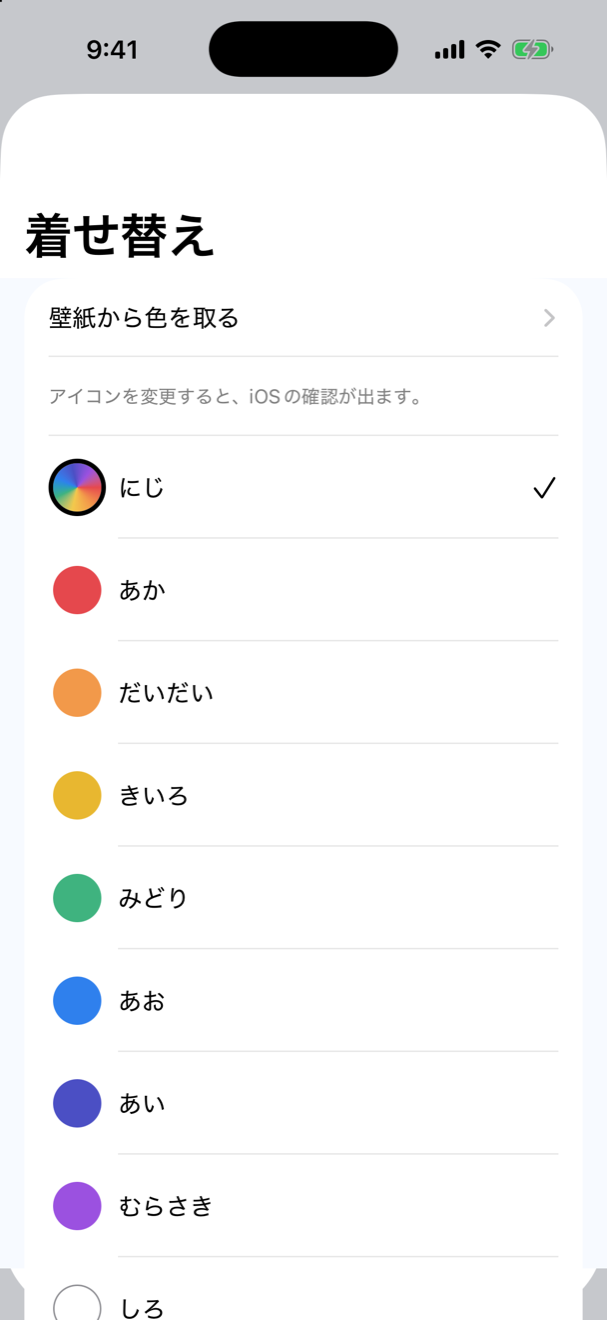 9:41
着せ替え
壁紙から色を取る
アイコンを変更すると、iOSの確認が出ます。
にじ
あか
だいだい
きいろ
みどり
あお
あい
むらさき
しろ